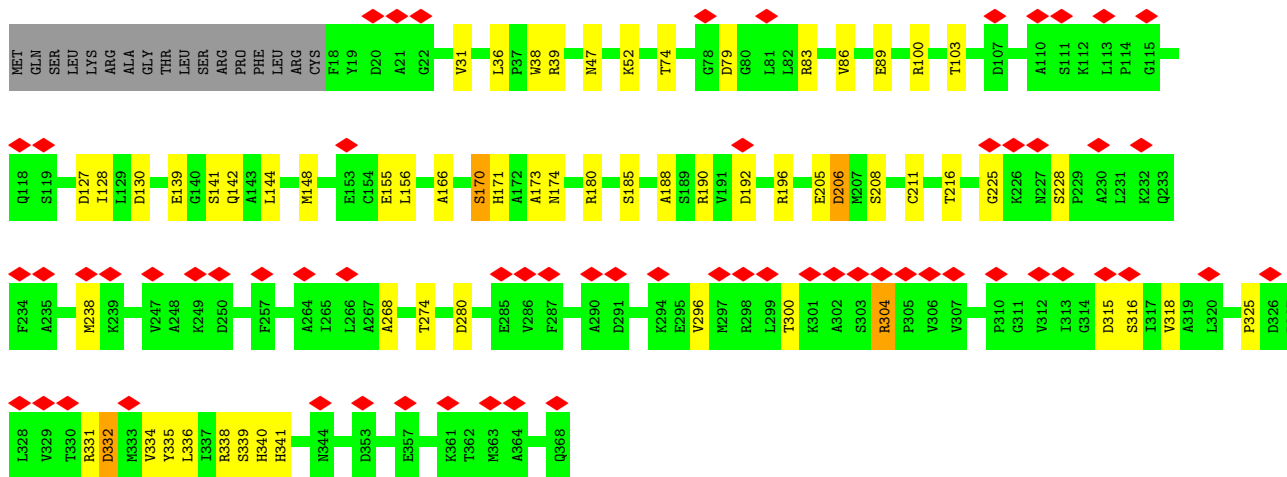 MET GLN SER LEU LYS ARG ALA GLY THR LEU SER ARG PRO PHE LEU ARG CYS F18 Y19 D20 A21 G22 V31 L36 P37 W38 R39 N47 K52 T74 G78 D79 G80 L81 L82 R83 V86 E89 R100 T103 D107 A110 S111 K112 L113 P114 G115
Q118 S119 D127 I128 L129 D130 E139 G140 S141 Q142 A143 L144 M148 E153 C154 E155 L156 A166 S170 H171 A172 A173 N174 R180 S185 A188 S189 R190 V191 D192 R196 E205 D206 M207 S208 C211 T216 G225 K226 N227 S228 P229 A230 L231 K232 Q233
F234 A235 M238 K239 V247 A248 K249 D250 F257 A264 I265 L266 A267 A268 T274 D280 E285 V286 F287 A290 D291 K294 E295 V296 M297 R298 L299 T300 K301 A302 S303 R304 P305 V306 V307 P310 G311 V312 I313 G314 D315 S316 I317 V318 A319 L320 P325 D326
L328 V329 T330 R331 D332 M333 V334 Y335 L336 I337 R338 S339 H340 H341 N344 D353 E357 K361 T362 M363 A364 Q368